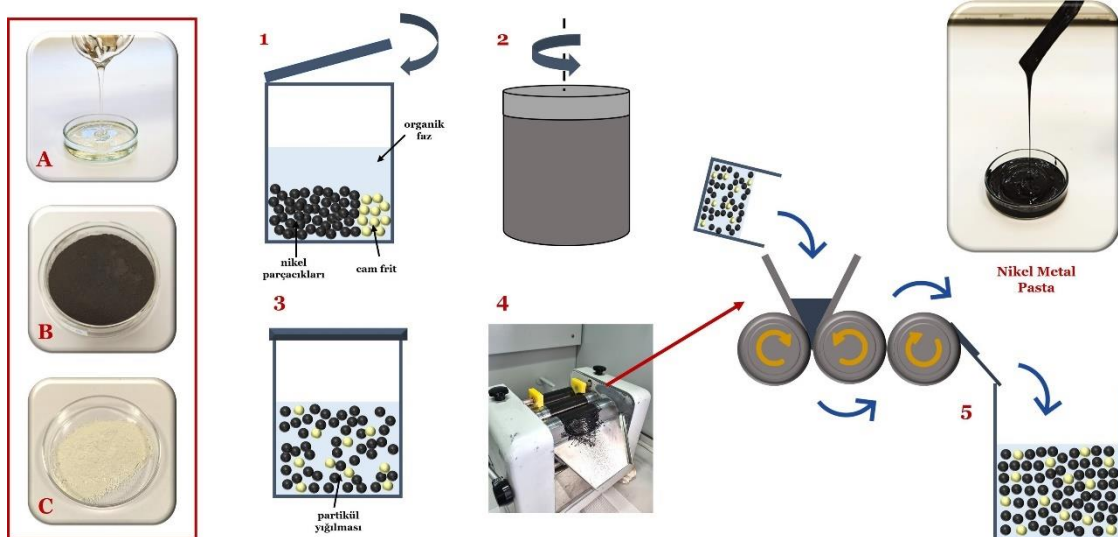 A
B
C
1
organik
faz
nikel
parçacıkları
cam frit
2
3
partikül
yığılması
4
5
Nikel Metal
Pasta